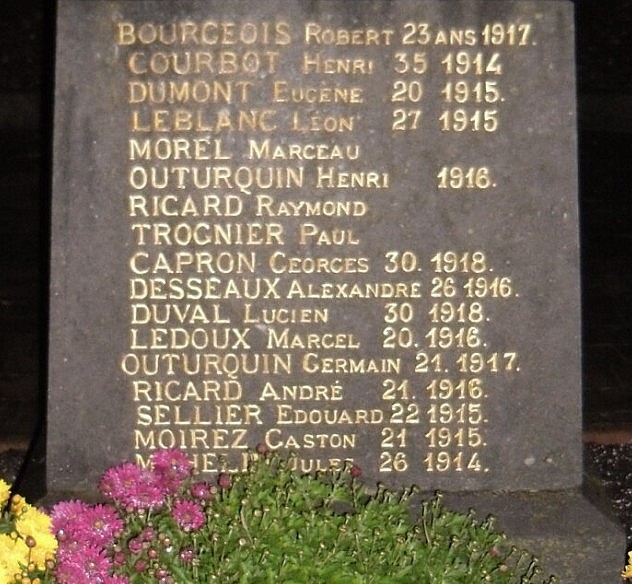 BOURGEOIS ROBERT 23 ANS 1917.
COURBOT HENRI 35 1914
DUMONT EUGÈNE 20 1915.
LEBLANC LÉON 27 1915
MOREL MARCEAU
OUTURQUIN HENRI 1916.
RICARD RAYMOND
TROGNIER PAUL
CAPRON GEORGES 30. 1918.
DESSEAUX ALEXANDRE 26 1916.
DUVAL LUCIEN 30 1918.
LEDOUX MARCEL 20. 1916.
OUTURQUIN GERMAIN 21. 1917.
RICARD ANDRÉ 21. 1916.
SELLIER EDOUARD 22 1915.
MOIREZ GASTON 21 1915.
JULES 26 1914.